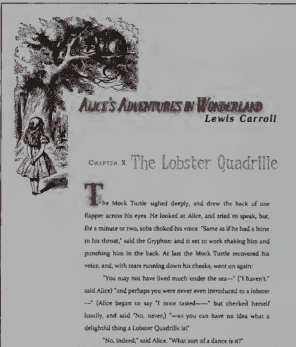 ALICE'S ADVENTURES IN WONDERLAND
Lewis Carroll
CHAPTER X The Lobster Quadrille
The Mock Turtle sighed deeply, and drew the back of one
flapper across his eyes. He looked at Alice, and tried to speak, but,
for a minute or two, sobs choked his voice. "Same as if he had a bone
in his throat," said the Gryphon: and it set to work shaking him and
punching him in the back. At last the Mock Turtle recovered his
voice, and, with tears running down his cheeks, went on again:
"You may not have lived much under the sea—" ("I haven't,"
said Alice) "and perhaps you were never even introduced to a lobster
—" (Alice began to say "I once tasted——" but checked herself
hastily, and said "No, never,) "—so you can have no idea what a
delightful thing a Lobster Quadrille is!"
"No, indeed," said Alice. "What sort of a dance is it?"